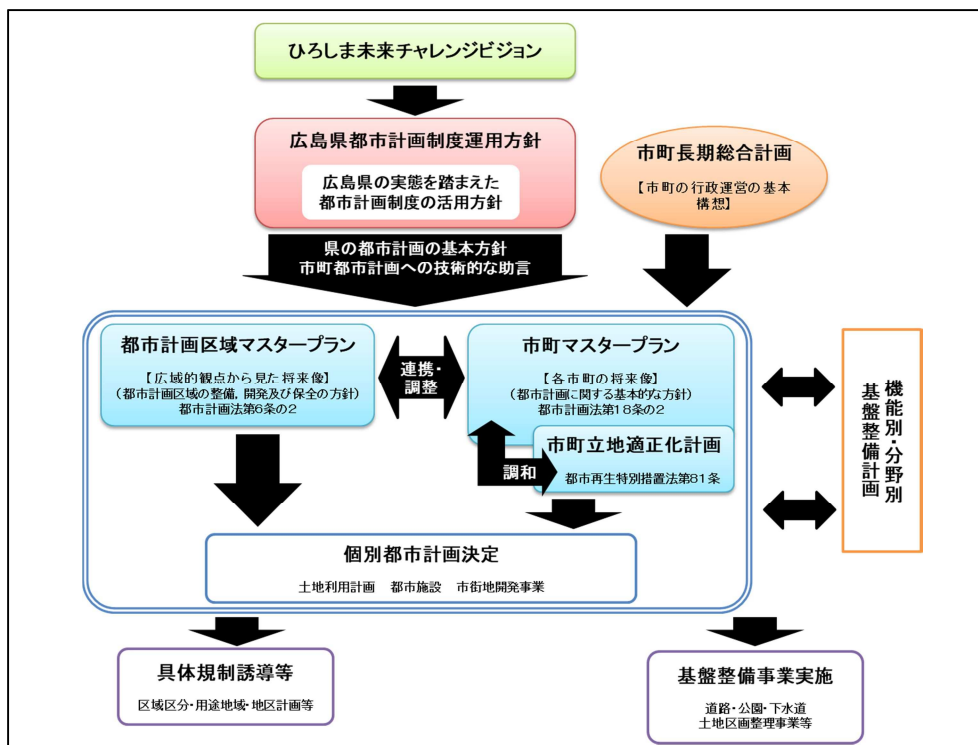 ひろしま未来チャレンジビジョン
広島県都市計画制度運用方針
広島県の実態を踏まえた
都市計画制度の活用方針
市町長期総合計画
【市町の行政運営の基本
構想】
県の都市計画の基本方針
市町都市計画への技術的な助言
都市計画区域マスタープラン
【広域的観点から見た将来像】
(都市計画区域の整備,開発及び保全の方針)
都市計画法第6条の2
連携・
調整
市町マスタープラン
【各市町の将来像】
(都市計画に関する基本的な方針)
都市計画法第18条の2
調和
市町立地適正化計画
都市再生特別措置法第81条
機能別・分野別
基盤整備計画
個別都市計画決定
土地利用計画 都市施設 市街地開発事業
具体規制誘導等
区域区分・用途地域・地区計画等
基盤整備事業実施
道路・公園・下水道
土地区画整理事業等